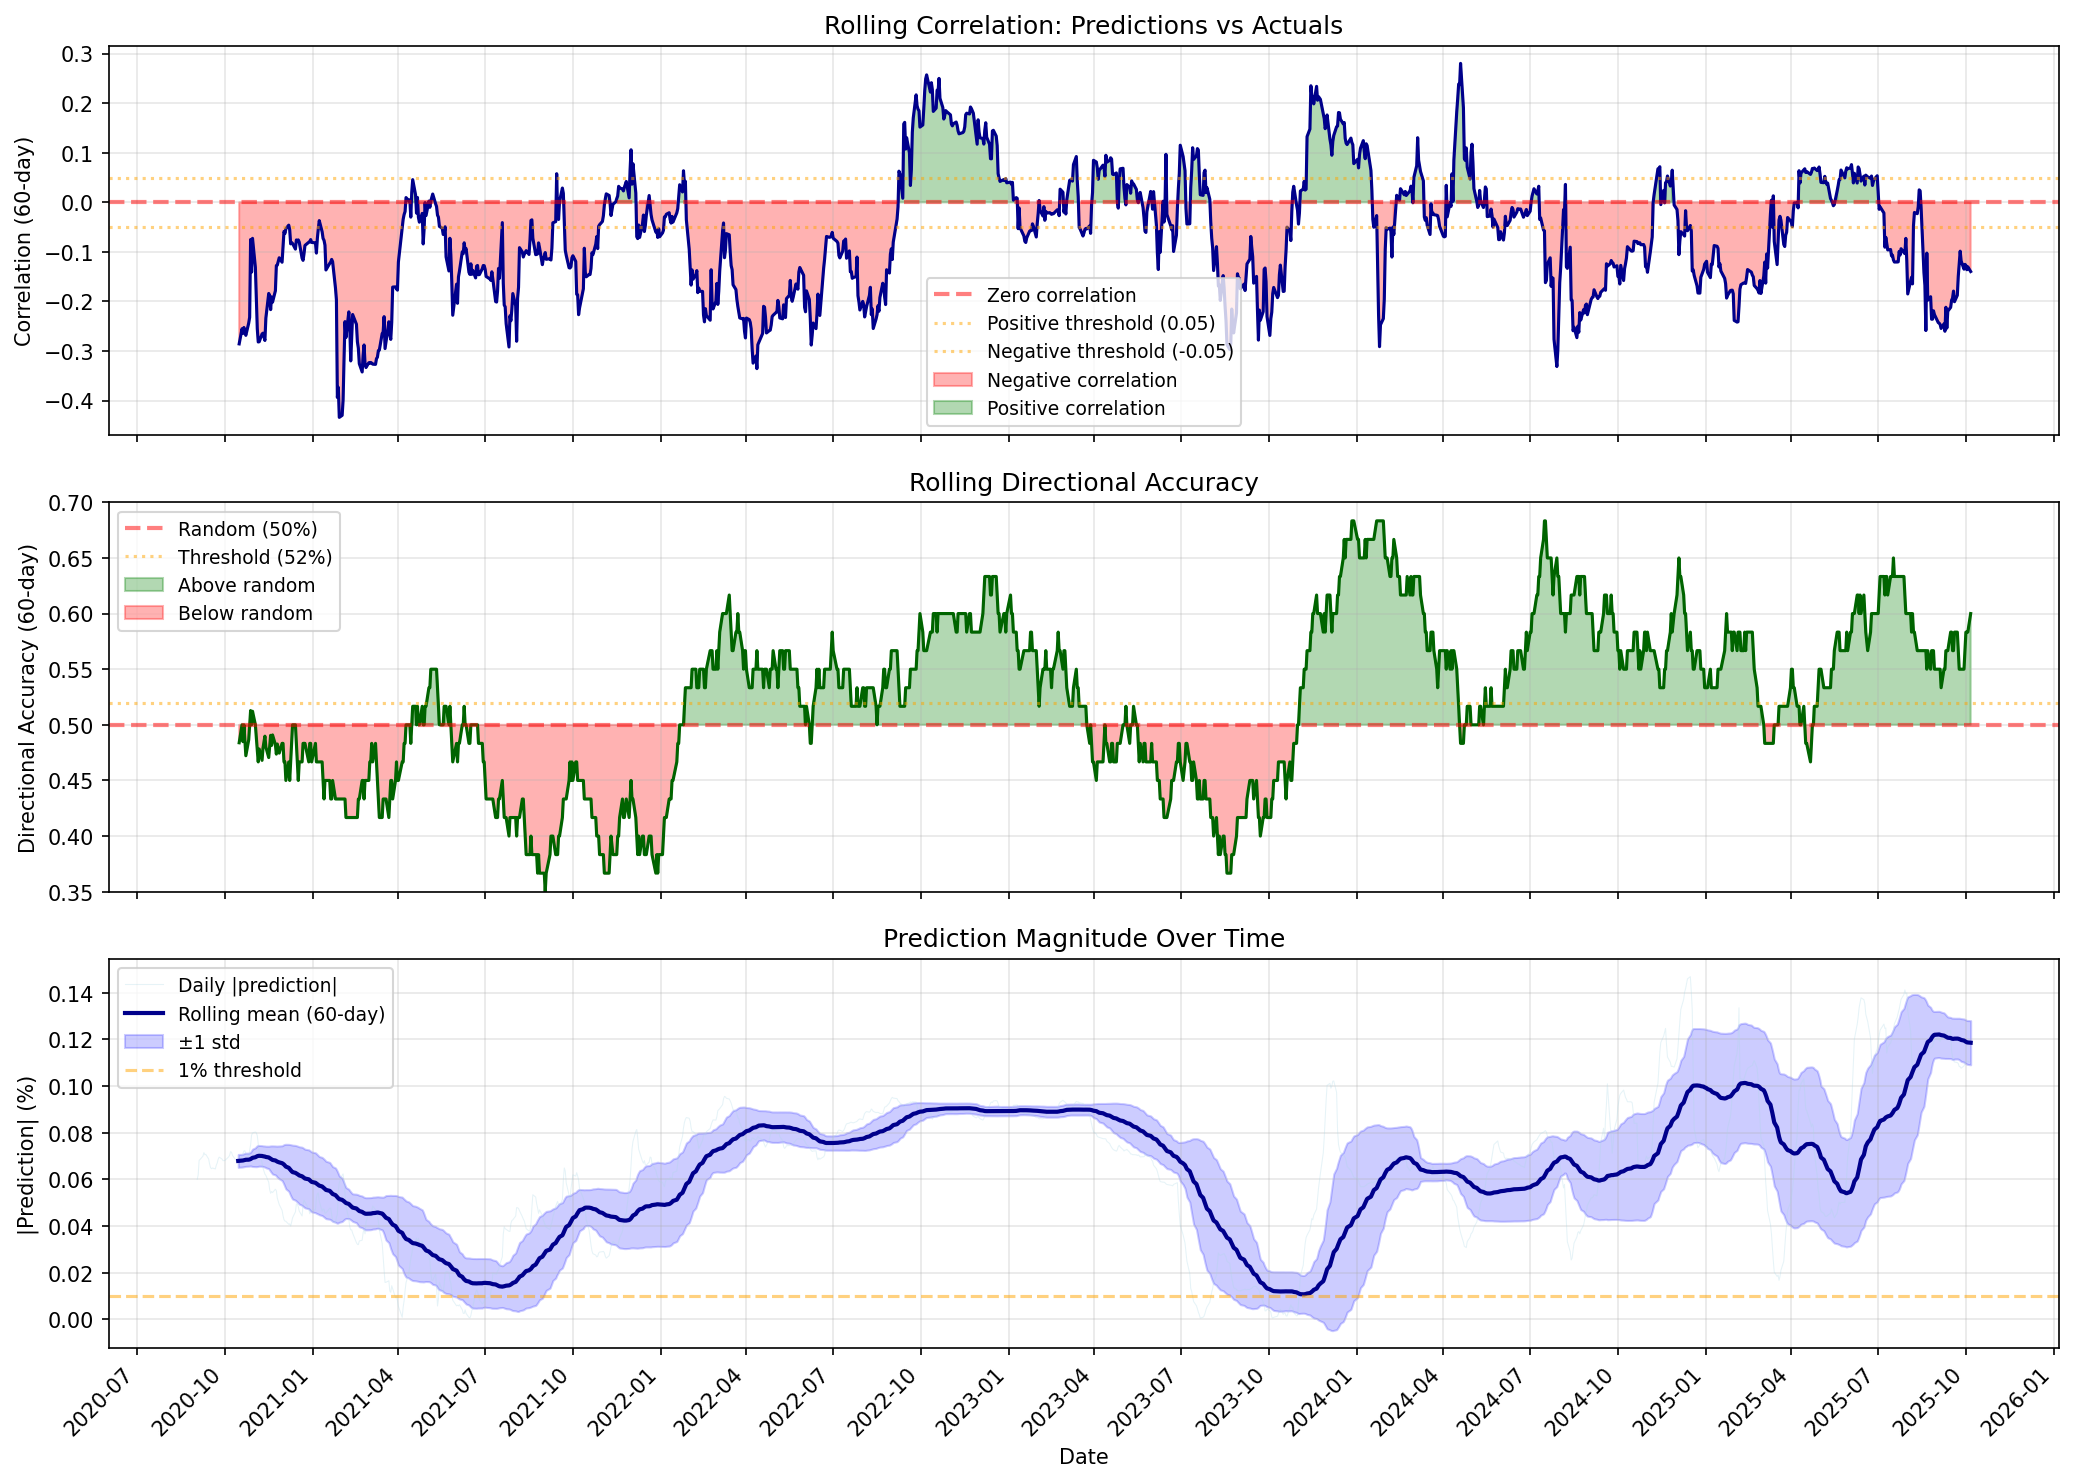 Rolling Correlation: Predictions vs Actuals
Correlation (60-day)
0.3
0.2
0.1
0.0
−0.1
−0.2
−0.3
−0.4
Zero correlation
Positive threshold (0.05)
Negative threshold (-0.05)
Negative correlation
Positive correlation
Rolling Directional Accuracy
Directional Accuracy (60-day)
0.70
0.65
0.60
0.55
0.50
0.45
0.40
0.35
Random (50%)
Threshold (52%)
Above random
Below random
Prediction Magnitude Over Time
|Prediction| (%)
0.14
0.12
0.10
0.08
0.06
0.04
0.02
0.00
Daily |prediction|
Rolling mean (60-day)
±1 std
1% threshold
2020-07
2020-10
2021-01
2021-04
2021-07
2021-10
2022-01
2022-04
2022-07
2022-10
2023-01
2023-04
2023-07
2023-10
2024-01
2024-04
2024-07
2024-10
2025-01
2025-04
2025-07
2025-10
2026-01
Date